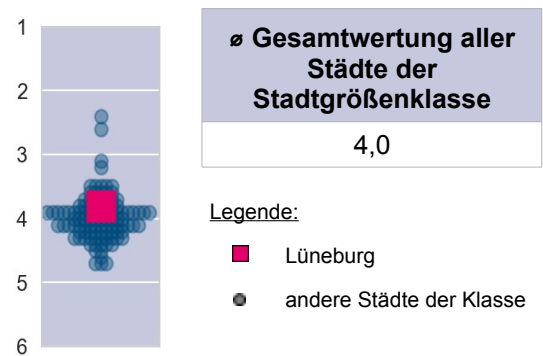 1
2
3
4
5
6
ø Gesamtwertung aller
Städte der
Stadtgrößenklasse
4,0
Legende:
Lüneburg
andere Städte der Klasse